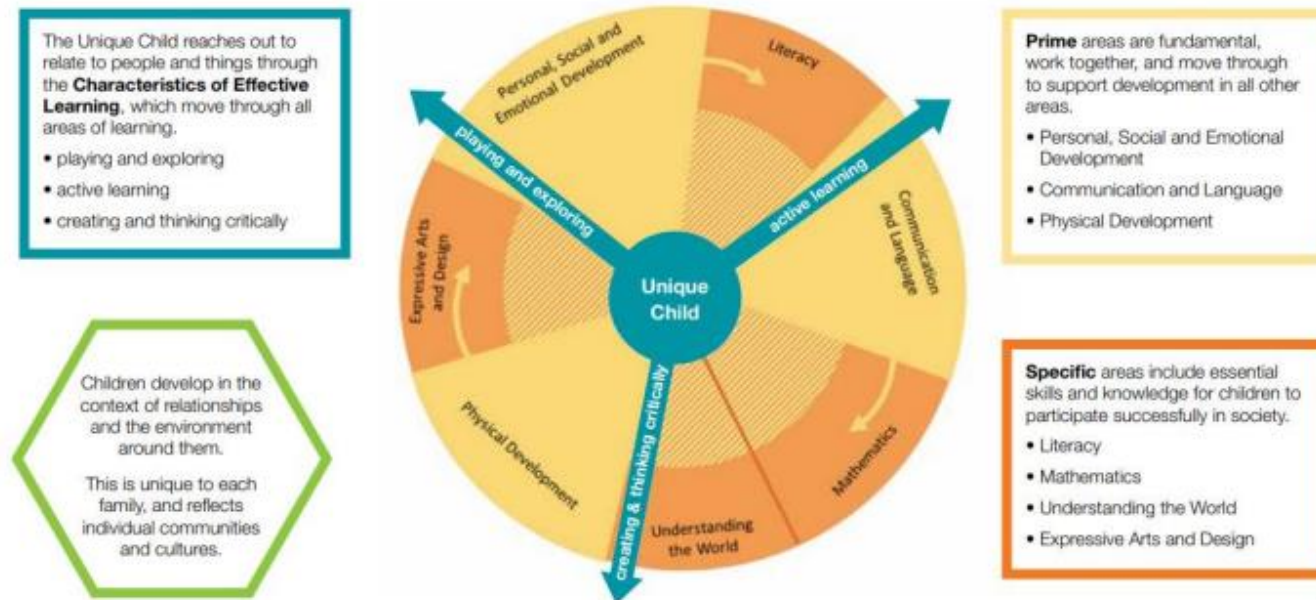 The Unique Child reaches out to
relate to people and things through
the Characteristics of Effective
Learning, which move through all
areas of learning.
• playing and exploring
• active learning
• creating and thinking critically
Children develop in the
context of relationships
and the environment
around them.
This is unique to each
family, and reflects
individual communities
and cultures.
Personal, Social and
Emotional Development
Literacy
playing and exploring
active learning
Communication
and Language
Expressive Arts
and Design
Unique
Child
Physical Development
creating & thinking critically
Mathematics
Understanding
the World
Prime areas are fundamental,
work together, and move through
to support development in all other
areas.
• Personal, Social and Emotional
Development
• Communication and Language
• Physical Development
Specific areas include essential
skills and knowledge for children to
participate successfully in society.
• Literacy
• Mathematics
• Understanding the World
• Expressive Arts and Design